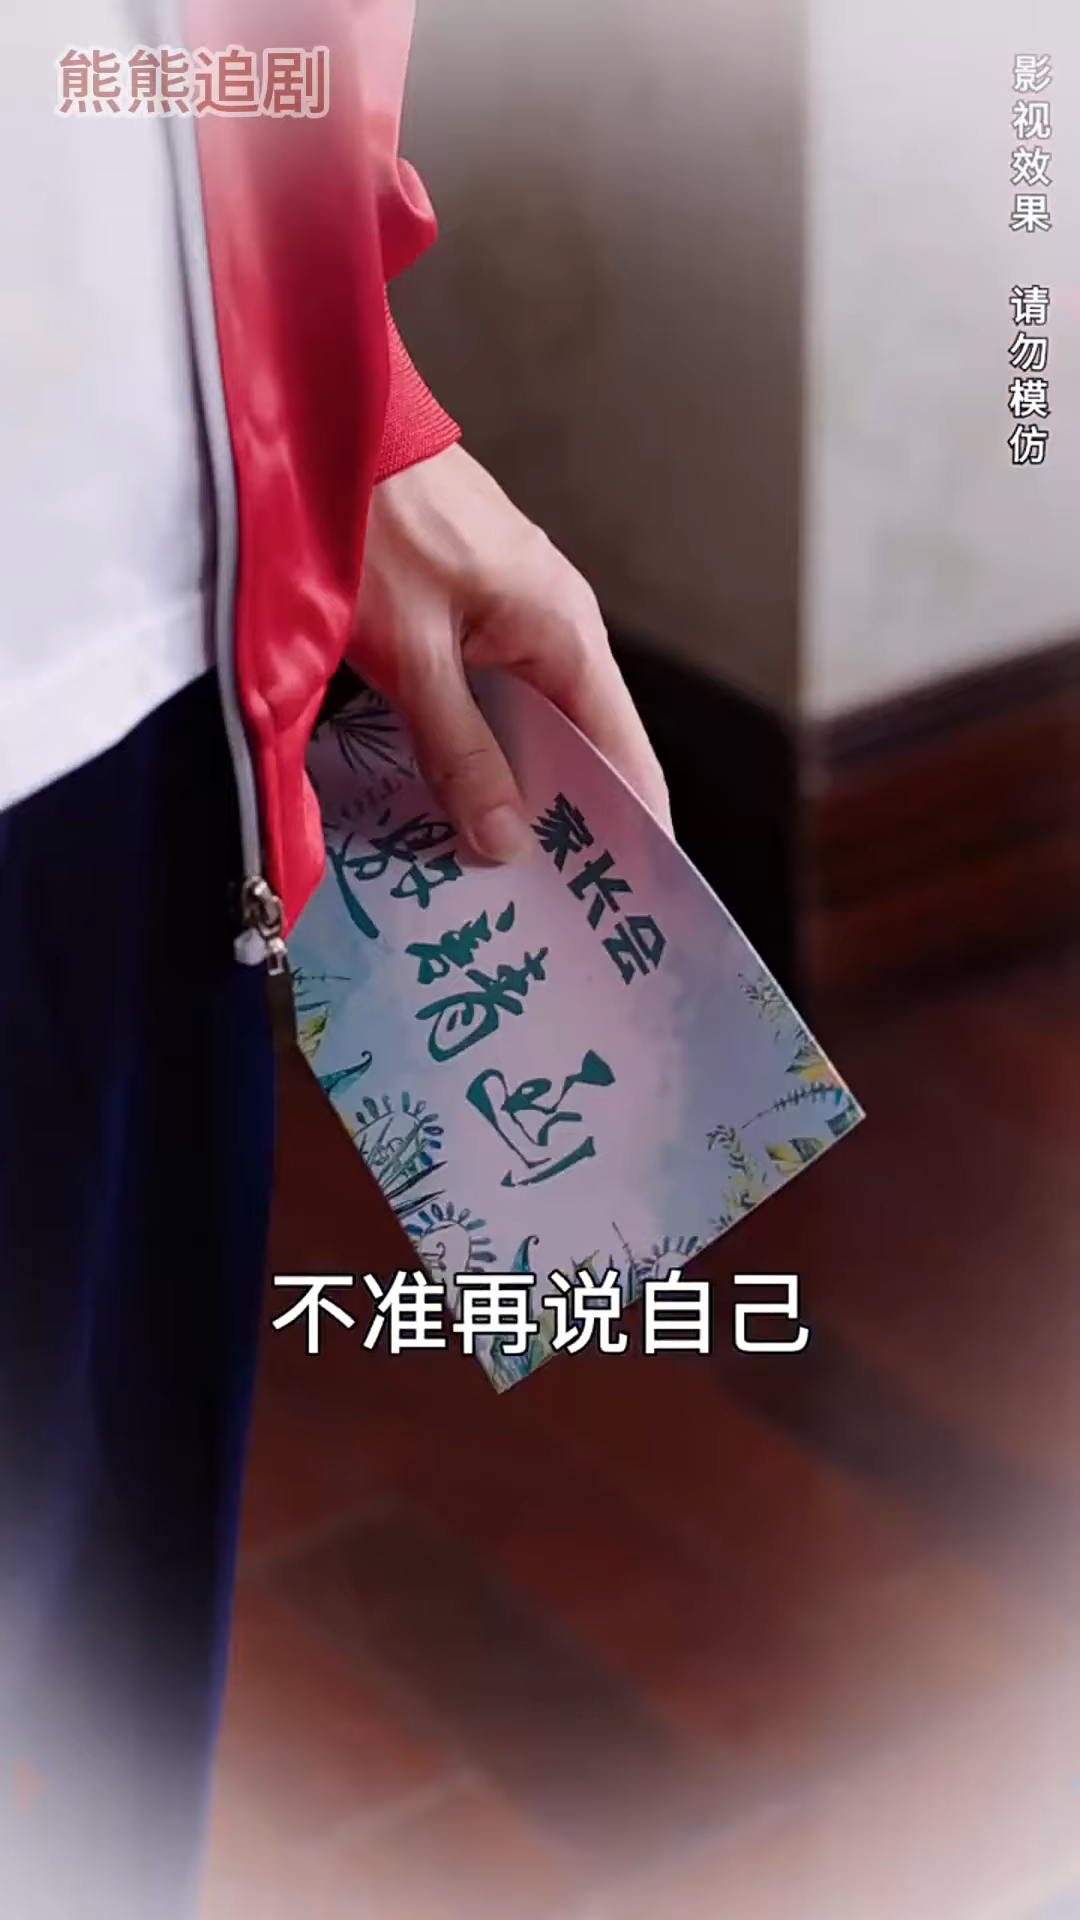 熊熊追剧
影视效果 请勿模仿
家长会
邀請函
不准再说自己